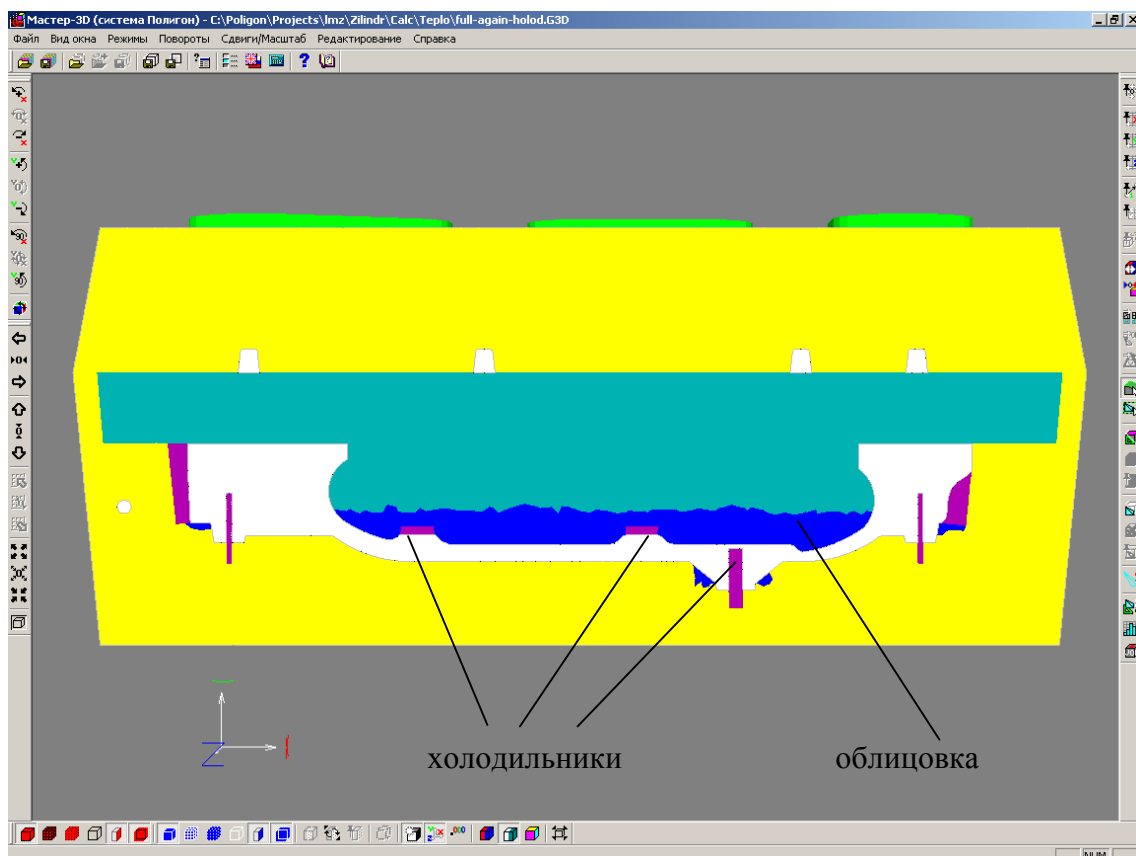 Мастер-3D (система Полигон) - C:\Poligon\Projects\lmz\Zilindr\Calc\Teplo\full-again-holod.G3D
Файл Вид окна Режимы Повороты Сдвиги/Масштаб Редактирование Справка
холодильники
облицовка
NUM